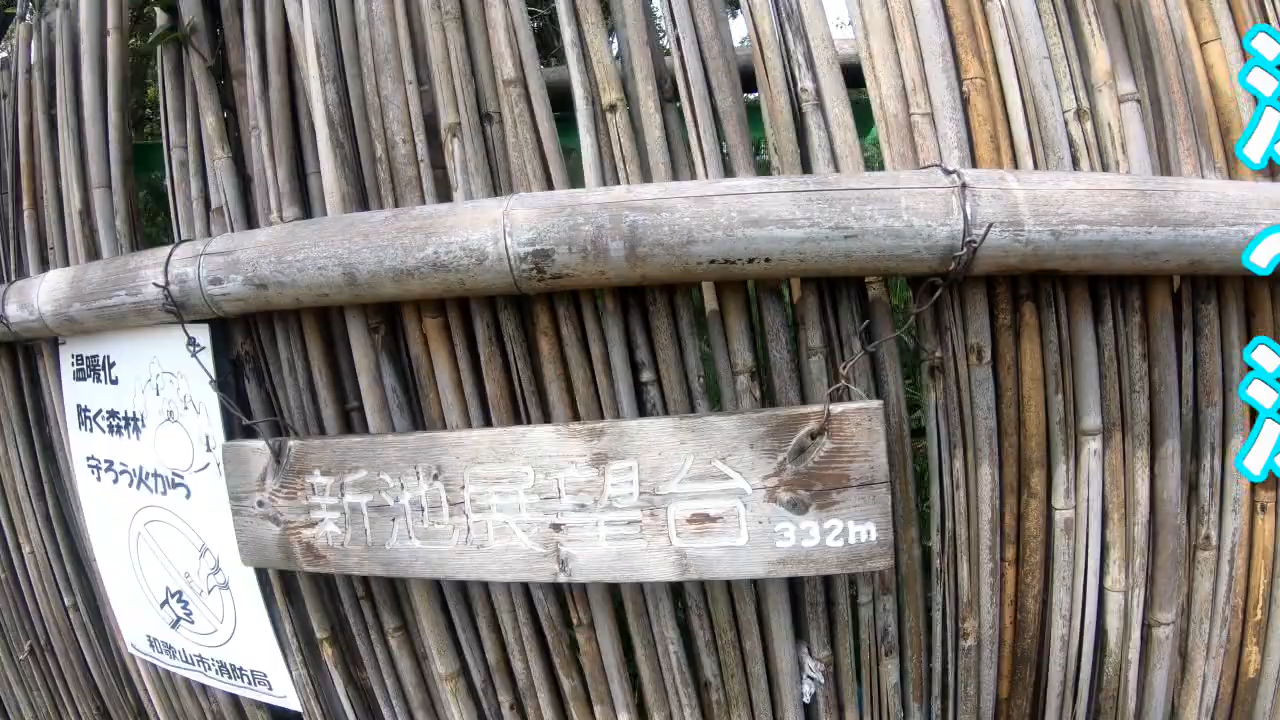 温暖化
防ぐ森林
守ろう火から
和歌山市消防局
新池展望台 332m